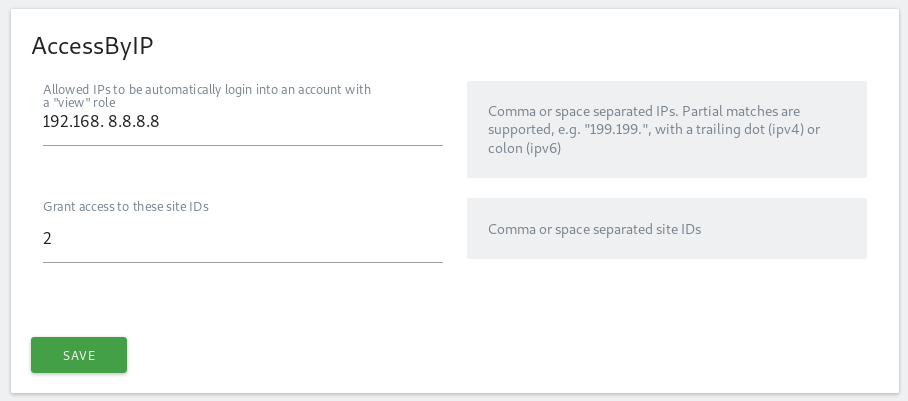 AccessByIP
Allowed IPs to be automatically login into an account with
a "view" role
192.168. 8.8.8.8
Comma or space separated IPs. Partial matches are
supported, e.g. "199.199.", with a trailing dot (ipv4) or
colon (ipv6)
Grant access to these site IDs
2
Comma or space separated site IDs
SAVE